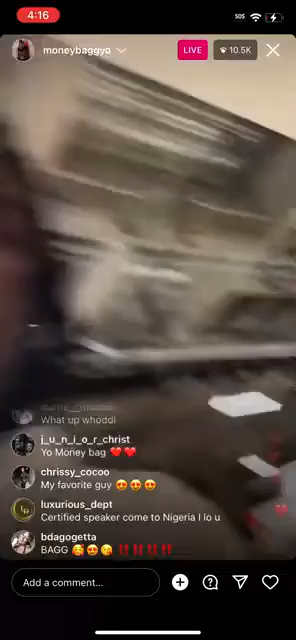 4:16
SOS
moneybaggyo
LIVE
10.5K
What up whoddi
j_u_n_i_o_r_christ
Yo Money bag ❤️❤️
chrissy_cocoo
My favorite guy 😍😍😍
luxurious_dept
Certified speaker come to Nigeria I lo u
bdagogetta
BAGG 🥰😍😘‼️‼️‼️‼️
Add a comment...